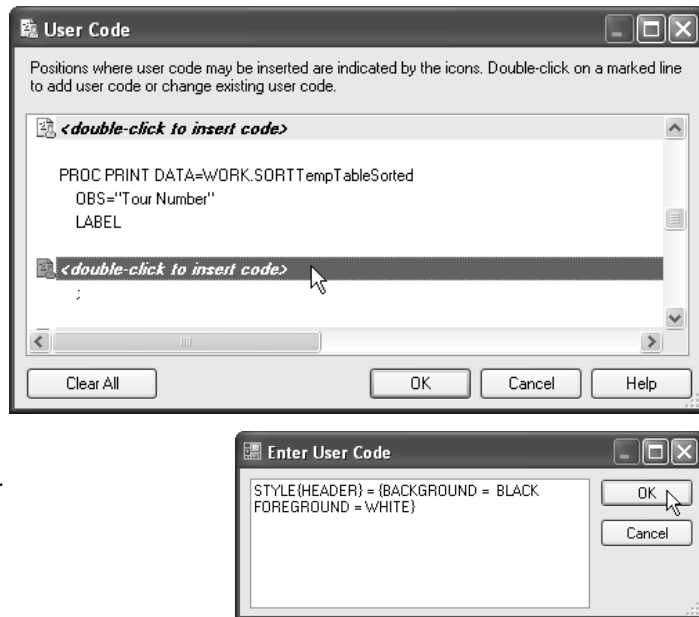 User Code
Positions where user code may be inserted are indicated by the icons. Double-click on a marked line
to add user code or change existing user code.
<double-click to insert code>
PROC PRINT DATA=WORK.SORTTempTableSorted
OBS="Tour Number"
LABEL
<double-click to insert code>
;
Clear All OK Cancel Help
.
Enter User Code
STYLE{HEADER} = {BACKGROUND = BLACK
FOREGROUND = WHITE}
OK
Cancel